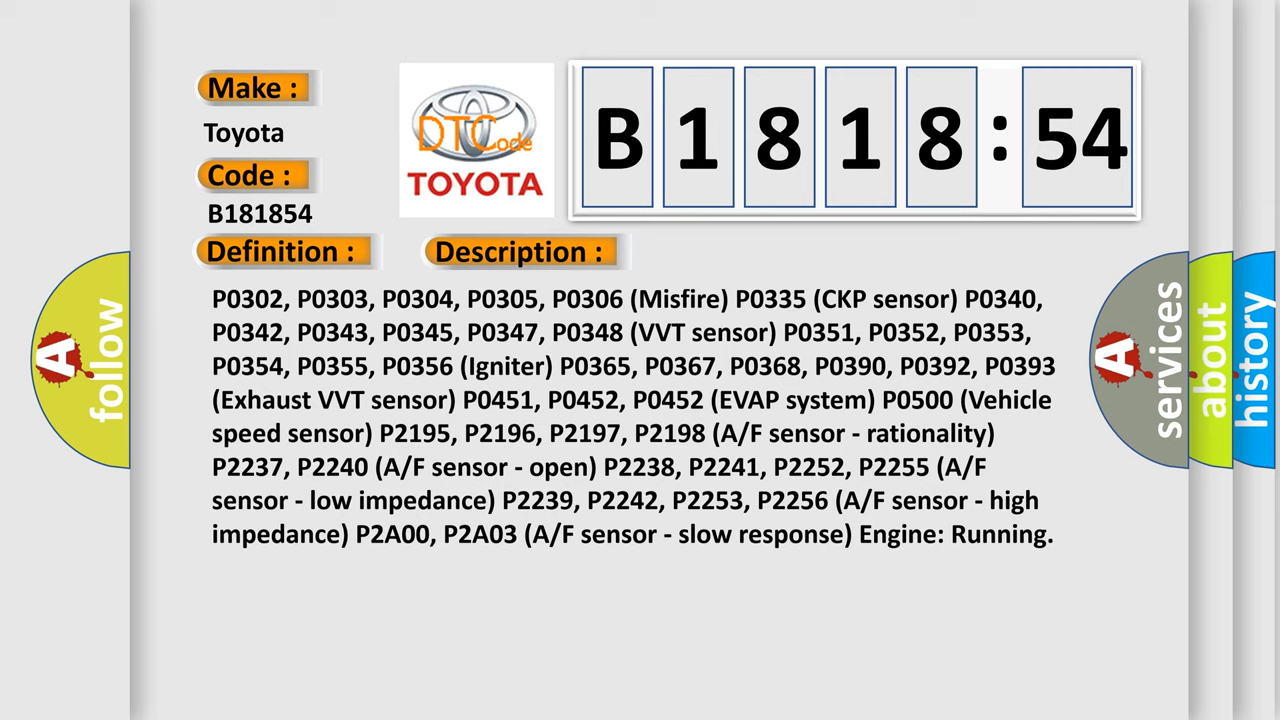 Make :
Toyota
Code :
B181854
DTCode
TOYOTA
B 1 8 1 8 : 54
Definition :
Description :
P0302, P0303, P0304, P0305, P0306 (Misfire) P0335 (CKP sensor) P0340,
P0342, P0343, P0345, P0347, P0348 (VVT sensor) P0351, P0352, P0353,
P0354, P0355, P0356 (Igniter) P0365, P0367, P0368, P0390, P0392, P0393
(Exhaust VVT sensor) P0451, P0452, P0452 (EVAP system) P0500 (Vehicle
speed sensor) P2195, P2196, P2197, P2198 (A/F sensor - rationality)
P2237, P2240 (A/F sensor - open) P2238, P2241, P2252, P2255 (A/F
sensor - low impedance) P2239, P2242, P2253, P2256 (A/F sensor - high
impedance) P2A00, P2A03 (A/F sensor - slow response) Engine: Running.
A follow
A services
about
history